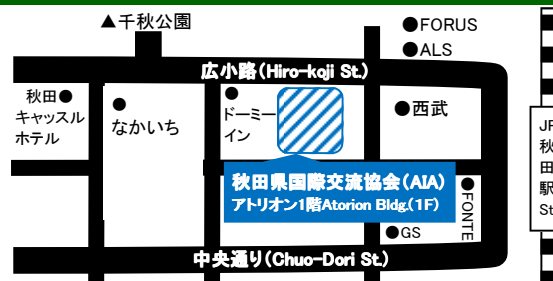 ▲千秋公園
●FORUS
●ALS
広小路(Hiro-koji St.)
秋田●
キャッスル
ホテル
●
なかいち
●
ドーミー
イン
●西武
秋田県国際交流協会(AIA)
アトリオン1階Atorion Bldg.(1F)
●FONTE
●GS
中央通り(Chuo-Dori St.)
秋
田
駅
St